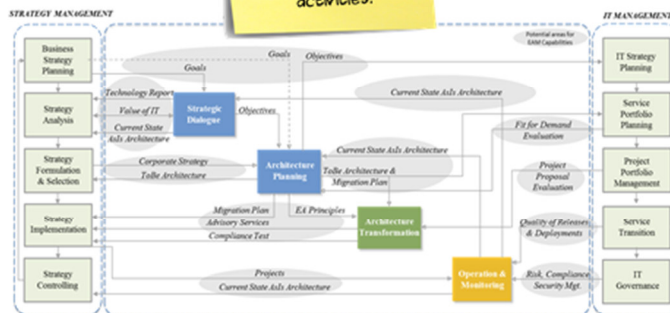 STRATEGY MANAGEMENT
activities.
IT MANAGEMENT
Business
Strategy
Planning
Goals
Objectives
Potential areas for
EAM Capabilities
IT Strategy
Planning
Goals
Technology Report
Current State AsIs Architecture
Strategy
Analysis
Value of IT
Strategic
Dialogue
Objectives
Service
Portfolio
Planning
Current State
AsIs Architecture
Fit for Demand
Evaluation
Strategy
Formulation
& Selection
Corporate Strategy
ToBe Architecture
Architecture
Planning
Current State AsIs Architecture
ToBe Architecture &
Migration Plan
Project
Proposal
Evaluation
Project
Portfolio
Management
Strategy
Implementation
Migration Plan
Advisory Services
Compliance Test
EA Principles
Architecture
Transformation
Quality of Releases
& Deployments
Service
Transition
Strategy
Controlling
Projects
Current State AsIs Architecture
Operation &
Monitoring
Risk, Compliance
Security Mgt.
IT
Governance